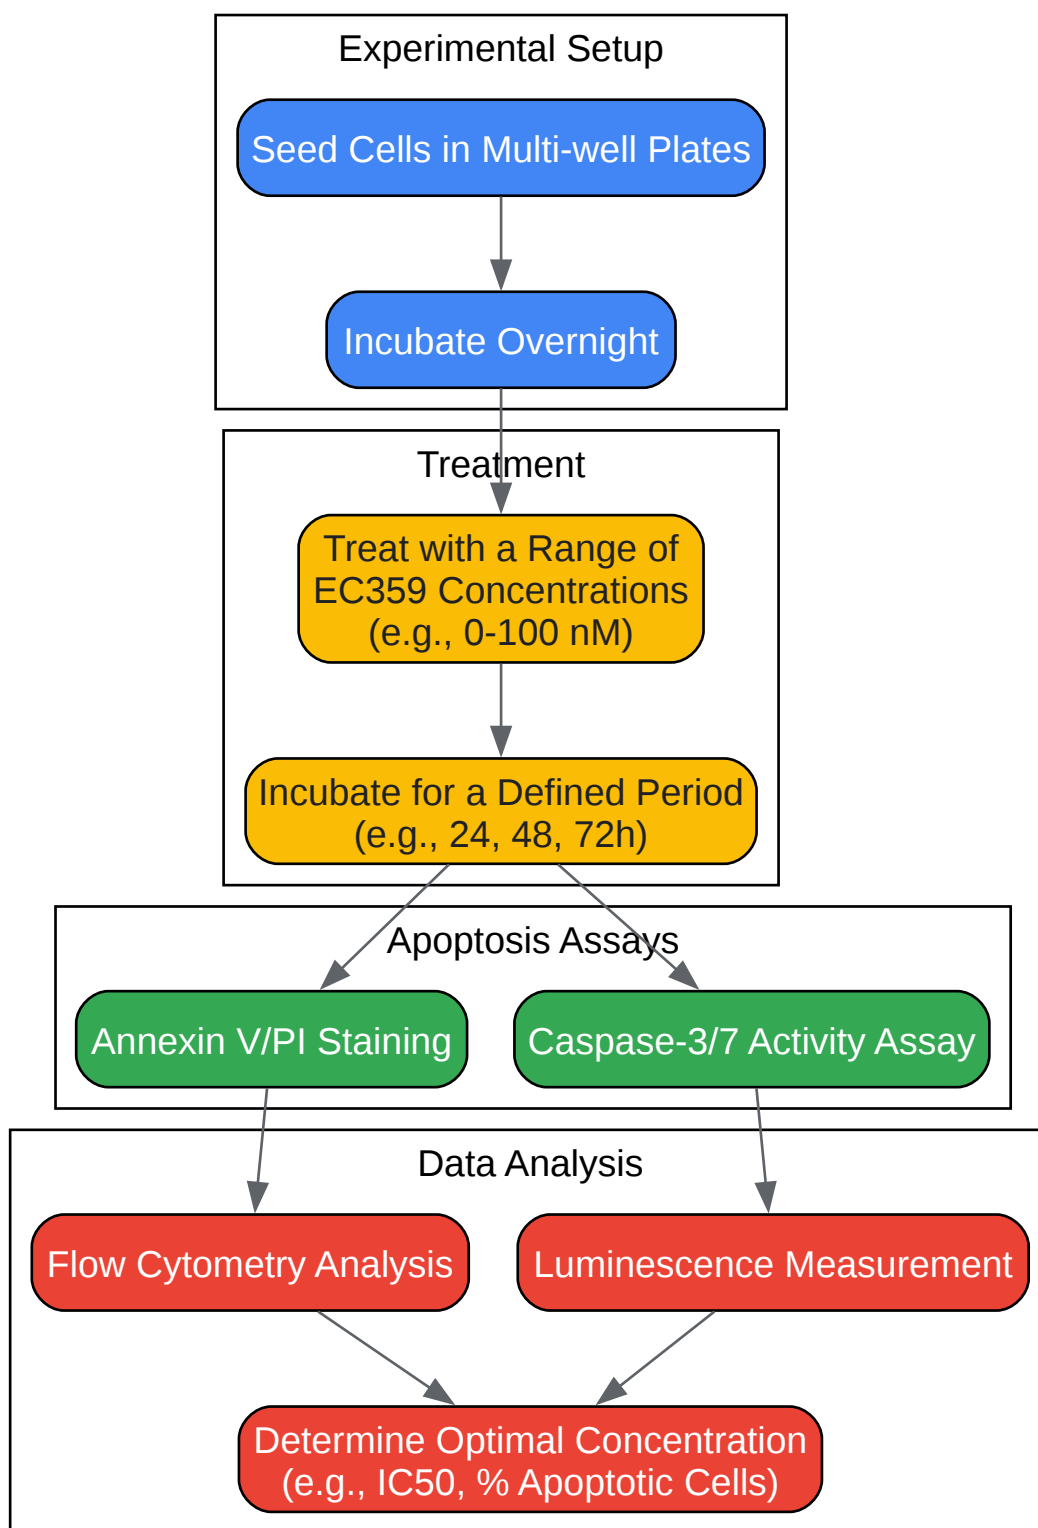 Experimental Setup
Seed Cells in Multi-well Plates
Incubate Overnight
Treatment
Treat with a Range of
EC359 Concentrations
(e.g., 0-100 nM)
Incubate for a Defined Period
(e.g., 24, 48, 72h)
Apoptosis Assays
Annexin V/PI Staining
Caspase-3/7 Activity Assay
Data Analysis
Flow Cytometry Analysis
Luminescence Measurement
Determine Optimal Concentration
(e.g., IC50, % Apoptotic Cells)